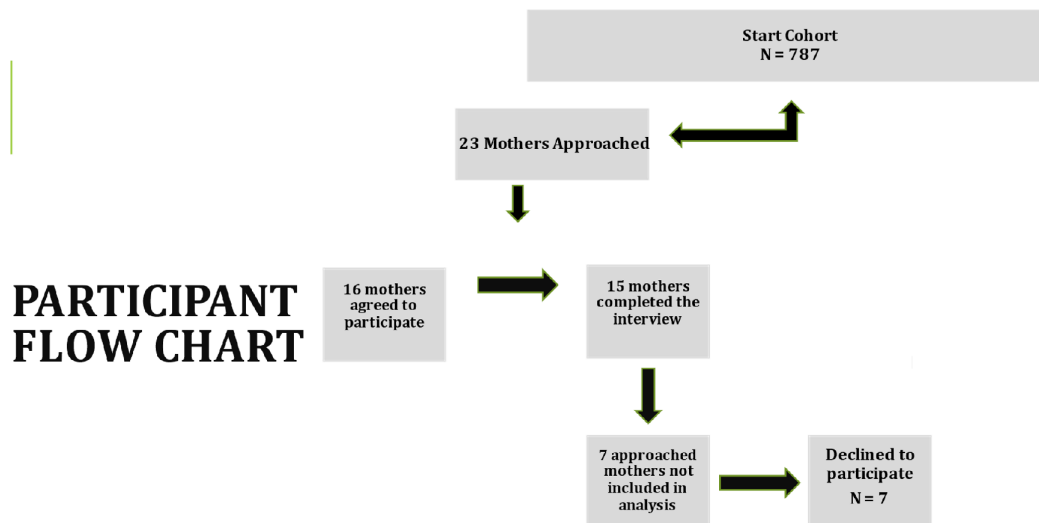 Start Cohort
N = 787
23 Mothers Approached
PARTICIPANT
FLOW CHART
16 mothers
agreed to
participate
15 mothers
completed the
interview
7 approached
mothers not
included in
analysis
Declined to
participate
N = 7